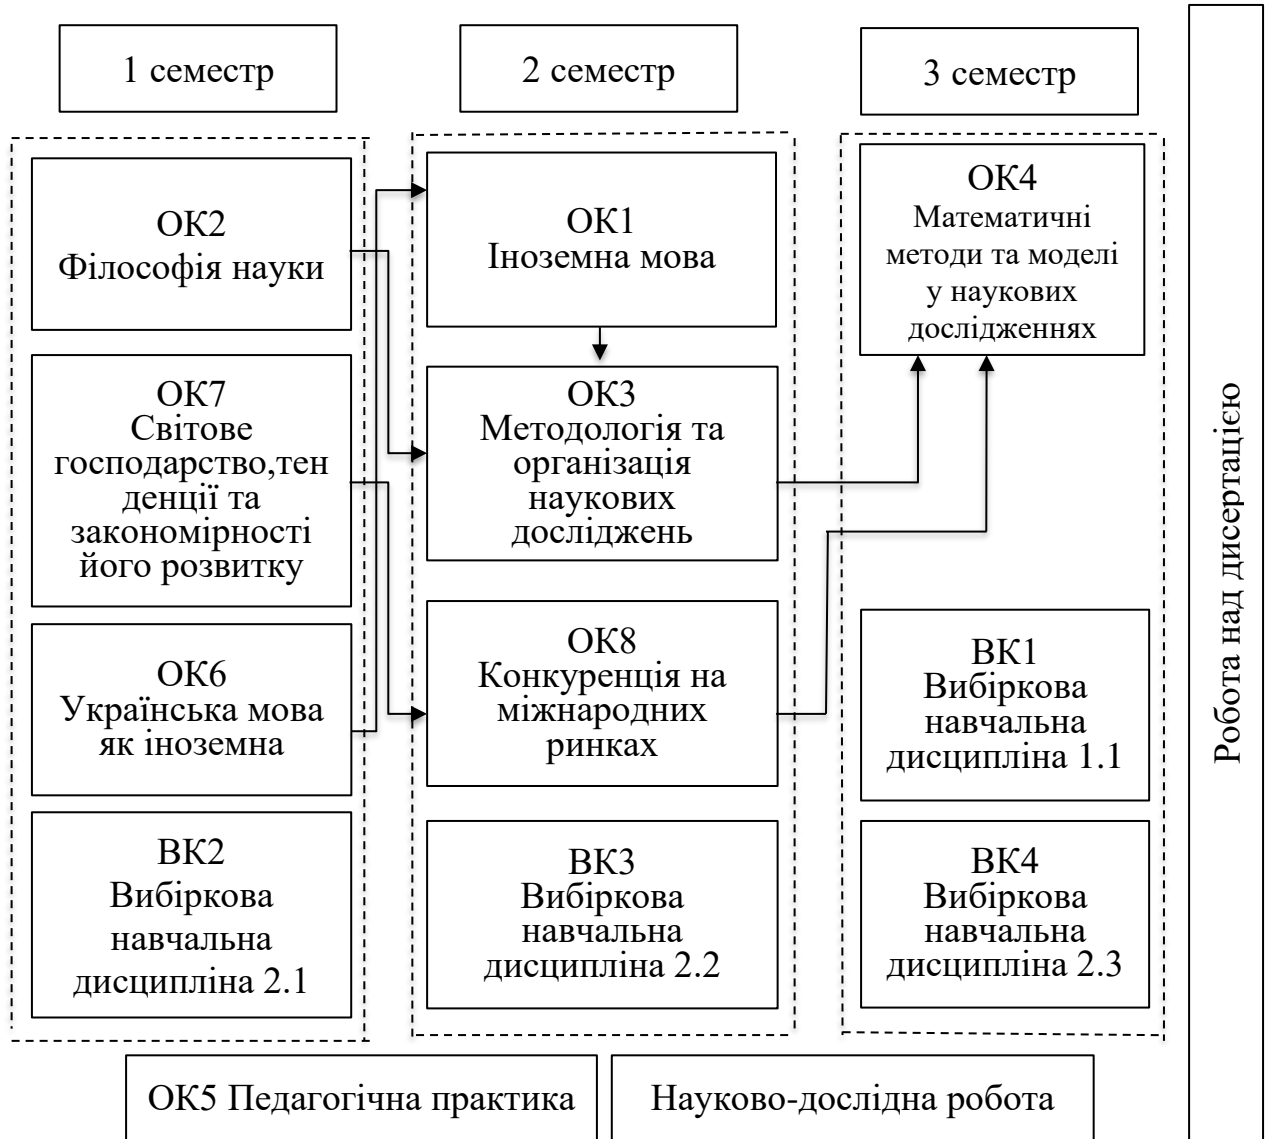 1 семестр
2 семестр
3 семестр
ОК2
Філософія науки
ОК7
Світове
господарство,тен
денції та
закономірності
його розвитку
ОК6
Українська мова
як іноземна
ВК2
Вибіркова
навчальна
дисципліна 2.1
ОК1
Іноземна мова
ОК3
Методологія та
організація
наукових
досліджень
ОК8
Конкуренція на
міжнародних
ринках
ВК3
Вибіркова
навчальна
дисципліна 2.2
ОК4
Математичні
методи та моделі
у наукових
дослідженнях
ВК1
Вибіркова
навчальна
дисципліна 1.1
ВК4
Вибіркова
навчальна
дисципліна 2.3
Робота над дисертацією
ОК5 Педагогічна практика
Науково-дослідна робота